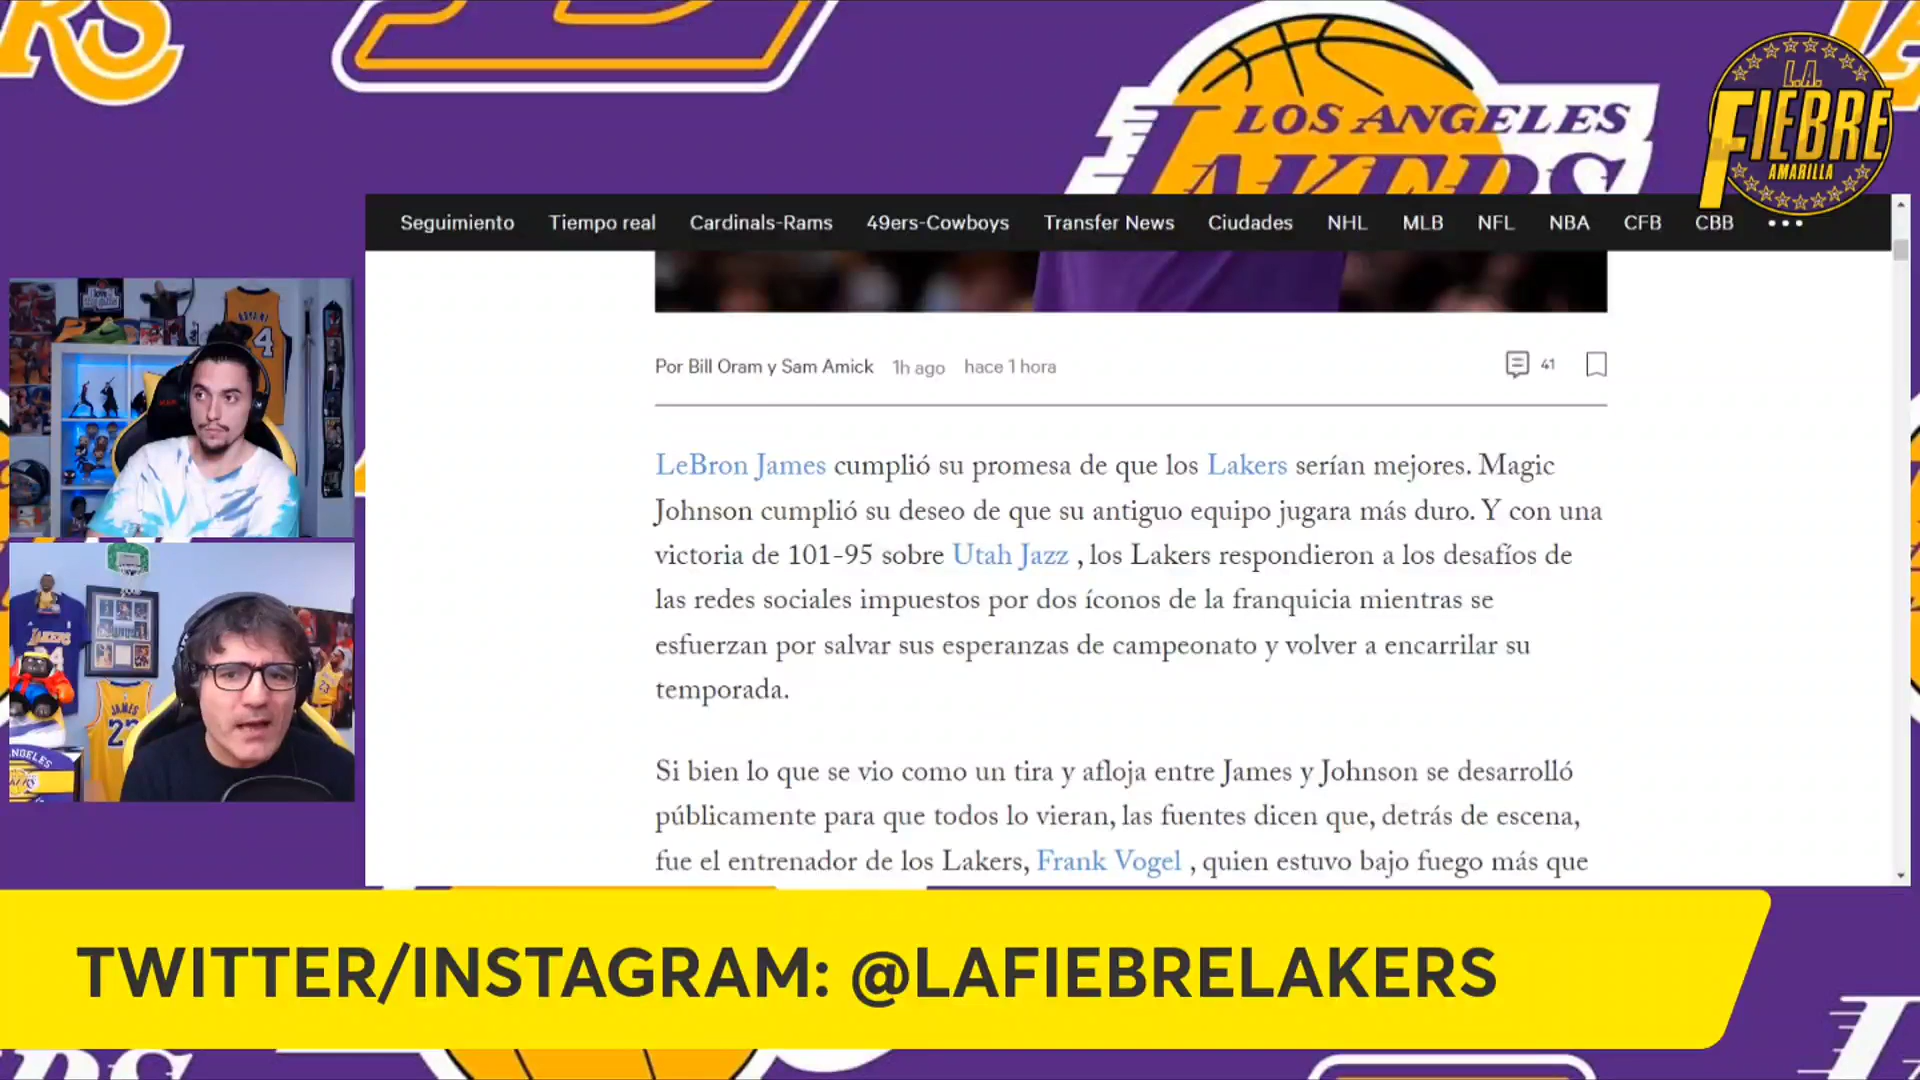 LOS ANGELES
LAKERS
L.A.
FIEBRE
AMARILLA
Seguimiento Tiempo real Cardinals-Rams 49ers-Cowboys Transfer News Ciudades NHL MLB NFL NBA CFB CBB •••
Por Bill Oram y Sam Amick 1h ago hace 1 hora 41
LeBron James cumplió su promesa de que los Lakers serían mejores. Magic
Johnson cumplió su deseo de que su antiguo equipo jugara más duro. Y con una
victoria de 101-95 sobre Utah Jazz , los Lakers respondieron a los desafíos de
las redes sociales impuestos por dos íconos de la franquicia mientras se
esfuerzan por salvar sus esperanzas de campeonato y volver a encarrilar su
temporada.
Si bien lo que se vio como un tira y afloja entre James y Johnson se desarrolló
públicamente para que todos lo vieran, las fuentes dicen que, detrás de escena,
fue el entrenador de los Lakers, Frank Vogel , quien estuvo bajo fuego más que
LAKERS
JAMES
23
TWITTER/INSTAGRAM: @LAFIEBRELAKERS